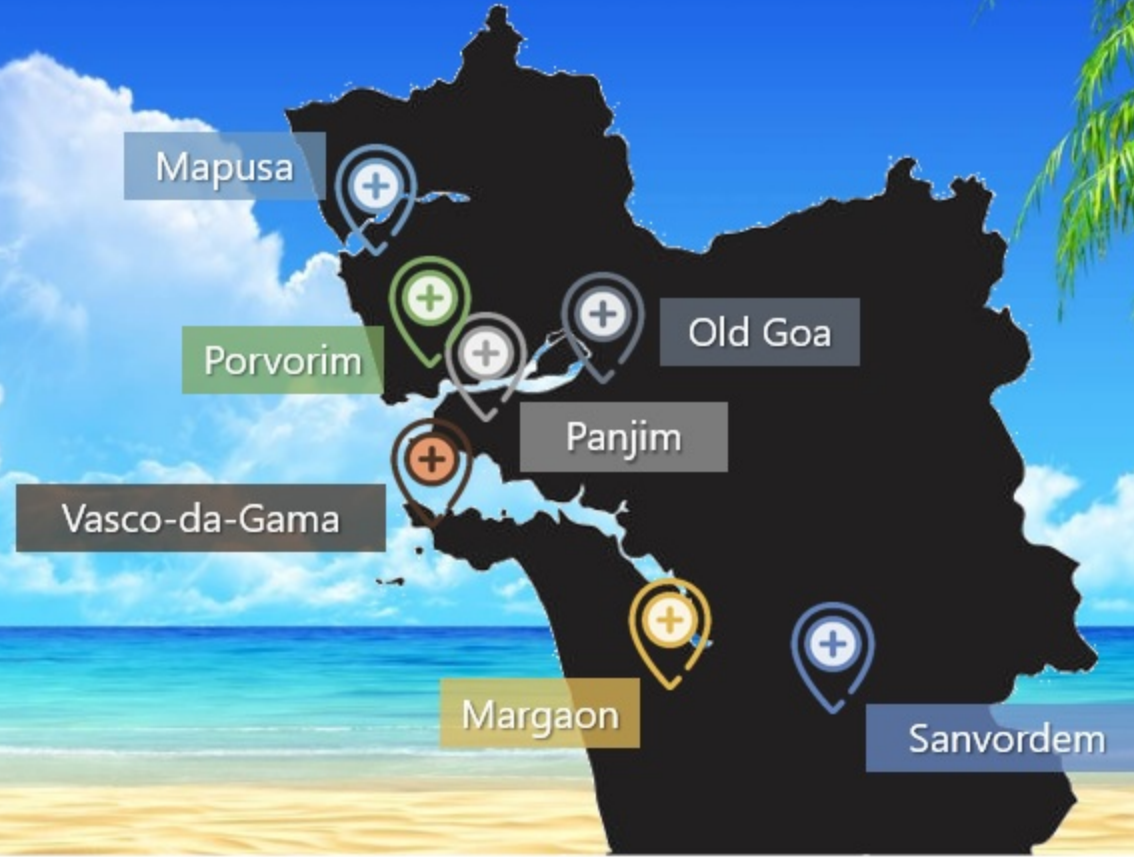 Mapusa
Porvorim
Old Goa
Panjim
Vasco-da-Gama
Margaon
Sanvordem